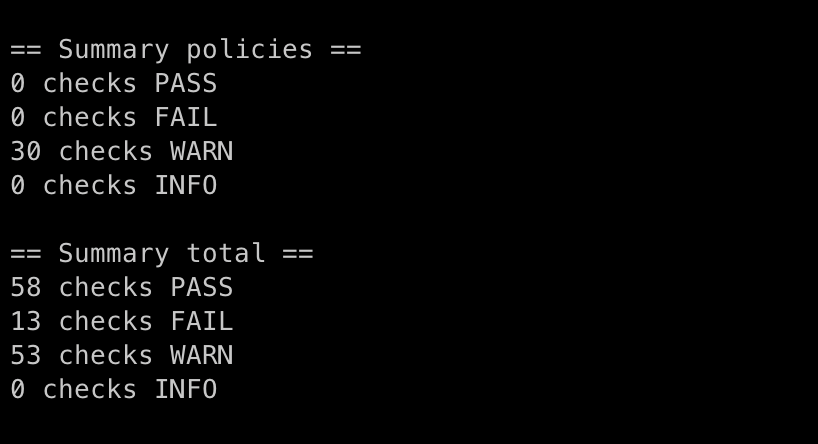 == Summary policies ==
0 checks PASS
0 checks FAIL
30 checks WARN
0 checks INFO
== Summary total ==
58 checks PASS
13 checks FAIL
53 checks WARN
0 checks INFO